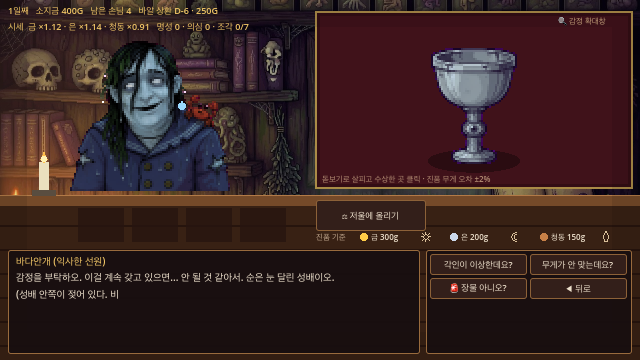 1일째 소지금 400G 남은 손님 4 바알 상환 D-6 · 250G
시세 금 ×1.12 · 은 ×1.14 · 청동 ×0.91 명성 0 · 의심 0 · 조각 0/7
🔍 감정 확대창
돋보기로 살피고 수상한 곳 클릭 · 진품 무게 오차 ±2%
⚖ 저울에 올리기
진품 기준 금 300g 은 200g 청동 150g
바다안개 (익사한 선원)
감정을 부탁하오. 이걸 계속 갖고 있으면... 안 될 것 같아서. 순은 눈 달린 성배이오.
(성배 안쪽이 젖어 있다. 비
각인이 이상한데요?
무게가 안 맞는데요?
🚨 장물 아니오?
◀ 뒤로